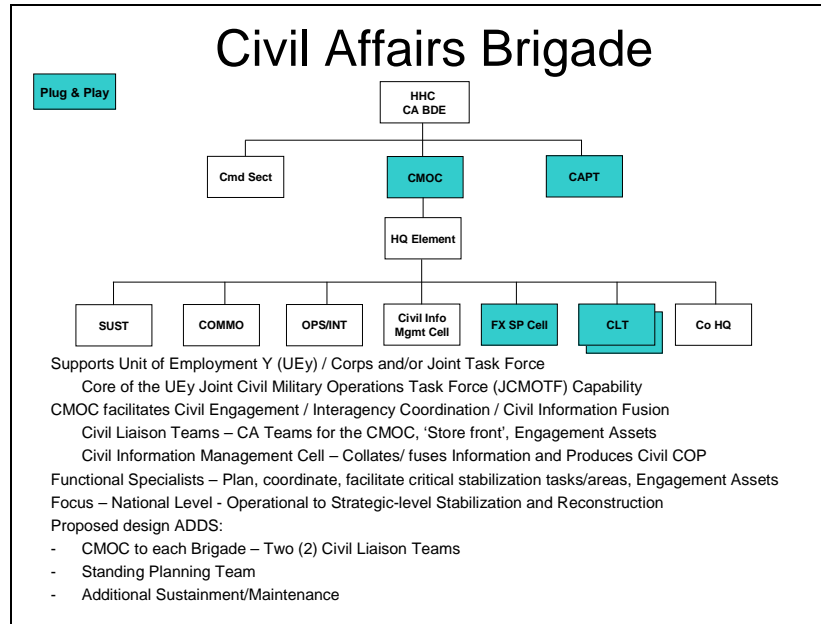 Civil Affairs Brigade
Plug & Play
HHC
CA BDE
Cmd Sect
CMOC
CAPT
HQ Element
SUST
COMMO
OPS/INT
Civil Info
Mgmt Cell
FX SP Cell
CLT
Co HQ
Supports Unit of Employment Y (UEy) / Corps and/or Joint Task Force
Core of the UEy Joint Civil Military Operations Task Force (JCMOTF) Capability
CMOC facilitates Civil Engagement / Interagency Coordination / Civil Information Fusion
Civil Liaison Teams – CA Teams for the CMOC, ‘Store front’, Engagement Assets
Civil Information Management Cell – Collates/ fuses Information and Produces Civil COP
Functional Specialists – Plan, coordinate, facilitate critical stabilization tasks/areas, Engagement Assets
Focus – National Level - Operational to Strategic-level Stabilization and Reconstruction
Proposed design ADDS:
- CMOC to each Brigade – Two (2) Civil Liaison Teams
- Standing Planning Team
- Additional Sustainment/Maintenance